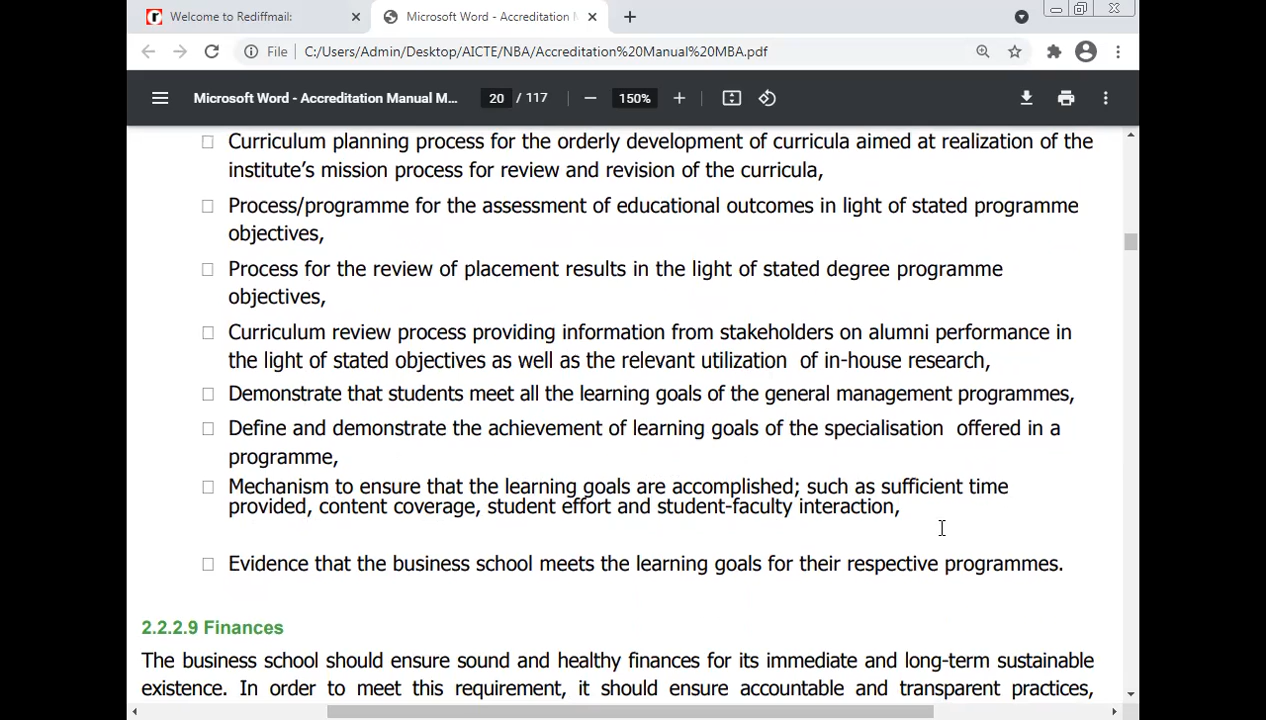 Welcome to Rediffmail:
Microsoft Word - Accreditation M
File C:/Users/Admin/Desktop/AICTE/NBA/Accreditation%20Manual%20MBA.pdf
Microsoft Word - Accreditation Manual M... 20 / 117 150%
Curriculum planning process for the orderly development of curricula aimed at realization of the
institute's mission process for review and revision of the curricula,
Process/programme for the assessment of educational outcomes in light of stated programme
objectives,
Process for the review of placement results in the light of stated degree programme
objectives,
Curriculum review process providing information from stakeholders on alumni performance in
the light of stated objectives as well as the relevant utilization of in-house research,
Demonstrate that students meet all the learning goals of the general management programmes,
Define and demonstrate the achievement of learning goals of the specialisation offered in a
programme,
Mechanism to ensure that the learning goals are accomplished; such as sufficient time
provided, content coverage, student effort and student-faculty interaction,
Evidence that the business school meets the learning goals for their respective programmes.
2.2.2.9 Finances
The business school should ensure sound and healthy finances for its immediate and long-term sustainable
existence. In order to meet this requirement, it should ensure accountable and transparent practices,